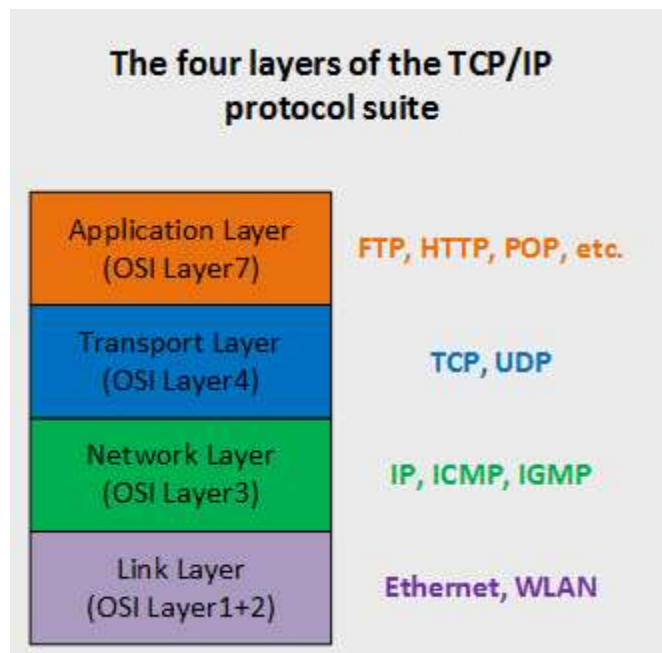 The four layers of the TCP/IP
protocol suite
Application Layer
(OSI Layer7)
FTP, HTTP, POP, etc.
Transport Layer
(OSI Layer4)
TCP, UDP
Network Layer
(OSI Layer3)
IP, ICMP, IGMP
Link Layer
(OSI Layer1+2)
Ethernet, WLAN